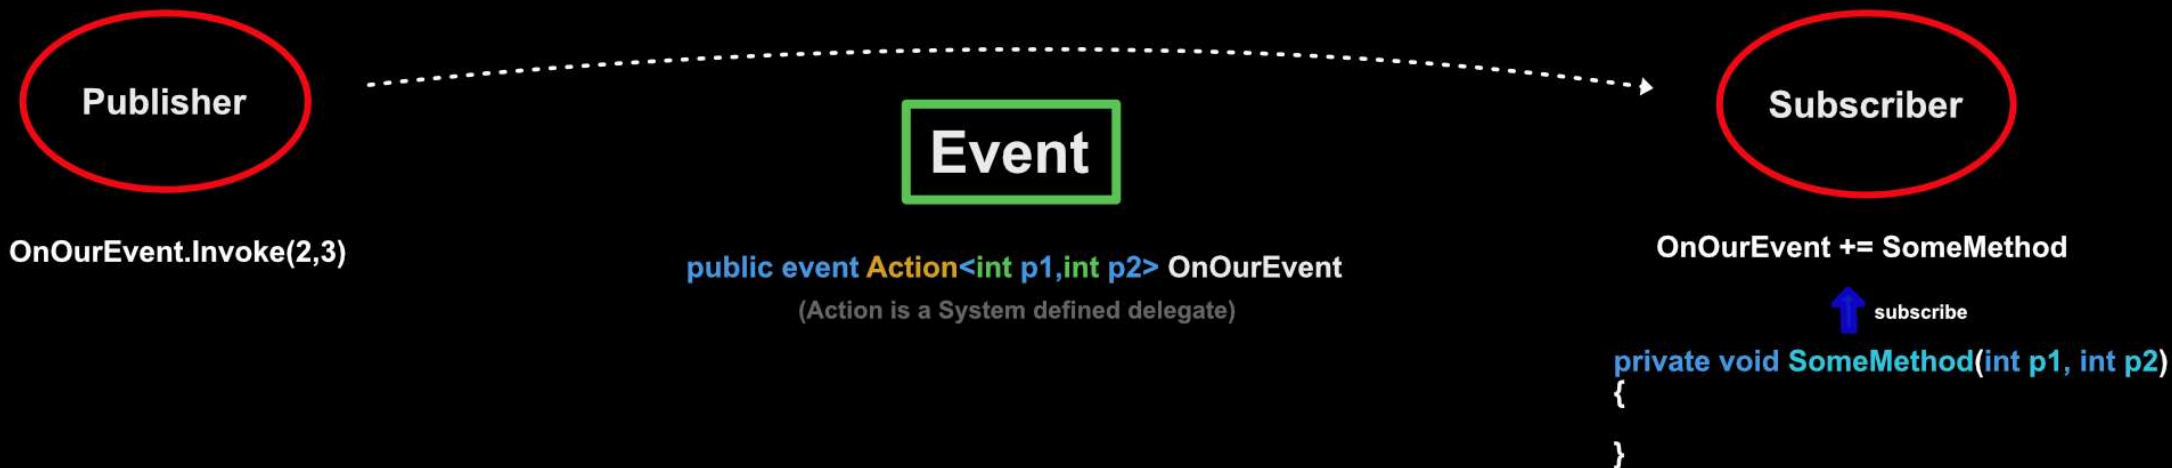 Publisher
Event
Subscriber
OnOurEvent.Invoke(2,3)
public event Action<int p1,int p2> OnOurEvent
(Action is a System defined delegate)
OnOurEvent += SomeMethod
subscribe
private void SomeMethod(int p1, int p2)
{
}